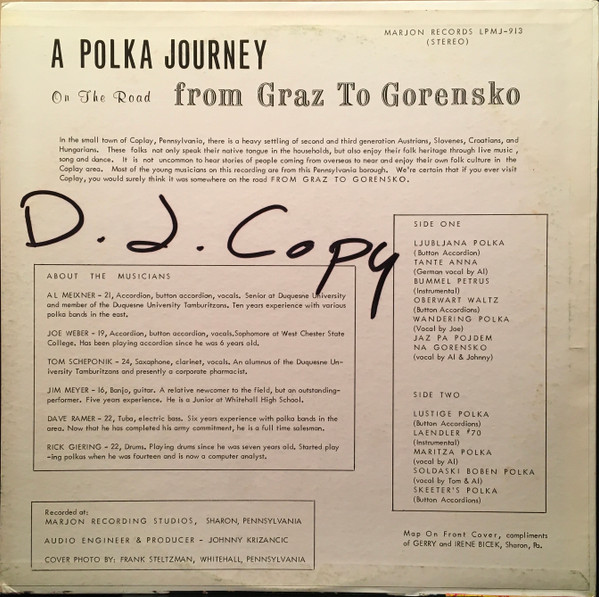 MARJON RECORDS LPMJ-913
(STEREO)
A POLKA JOURNEY
On The Road from Graz To Gorensko
In the small town of Coplay, Pennsylvania, there is a heavy settling of second and third generation Austrians, Slovenes, Croatians, and
Hungarians. These folks not only speak their native tongue in the households, but also enjoy their folk heritage through live music,
song and dance. It is not uncommon to hear stories of people coming from overseas to near and enjoy their own folk culture in the
Coplay area. Most of the young musicians on this recording are from this Pennsylvania borough. We're certain that if you ever visit
Coplay, you would surely think it was somewhere on the road FROM GRAZ TO GORENSKO.
D.J. Copy
ABOUT THE MUSICIANS
AL MEIXNER - 21, Accordion, button accordion, vocals. Senior at Duquesne University
and member of the Duquesne University Tamburitzans. Ten years experience with various
polka bands in the east.
JOE WEBER - 19, Accordion, button accordion, vocals. Sophomore at West Chester State
College. Has been playing accordion since he was 6 years old.
TOM SCHEPONIK - 24, Saxophone, clarinet, vocals. An alumnus of the Duquesne Un-
iversity Tamburitzans and presently a corporate pharmacist.
JIM MEYER - 16, Banjo, guitar. A relative newcomer to the field, but an outstanding-
performer. Five years experience. He is a Junior at Whitehall High School.
DAVE RAMER - 22, Tuba, electric bass. Six years experience with polka bands in the
area. Now that he has completed his army commitment, he is a full time salesman.
RICK GIERING - 22, Drums. Playing drums since he was seven years old. Started play
-ing polkas when he was fourteen and is now a computer analyst.
SIDE ONE
LJUBLJANA POLKA
(Button Accordion)
TANTE ANNA
(German vocal by Al)
BUMMEL PETRUS
(Instrumental)
OBERWART WALTZ
(Button Accordions)
WANDERING POLKA
(Vocal by Joe)
JAZ PA POJDEM
NA GORENSKO
(vocal by Al & Johnny)
SIDE TWO
LUSTIGE POLKA
(Button Accordions)
LAENDLER #70
(Instrumental)
MARITZA POLKA
(vocal by Al)
SOLDASKI BOBEN POLKA
(vocal by Tom & Al)
SKEETER'S POLKA
(Button Accordions)
Recorded at:
MARJON RECORDING STUDIOS, SHARON, PENNSYLVANIA
AUDIO ENGINEER & PRODUCER - JOHNNY KRIZANCIC
COVER PHOTO BY: FRANK STELTZMAN, WHITEHALL, PENNSYLVANIA
Map On Front Cover, compliments
of GERRY and IRENE BICEK, Sharon, Pa.